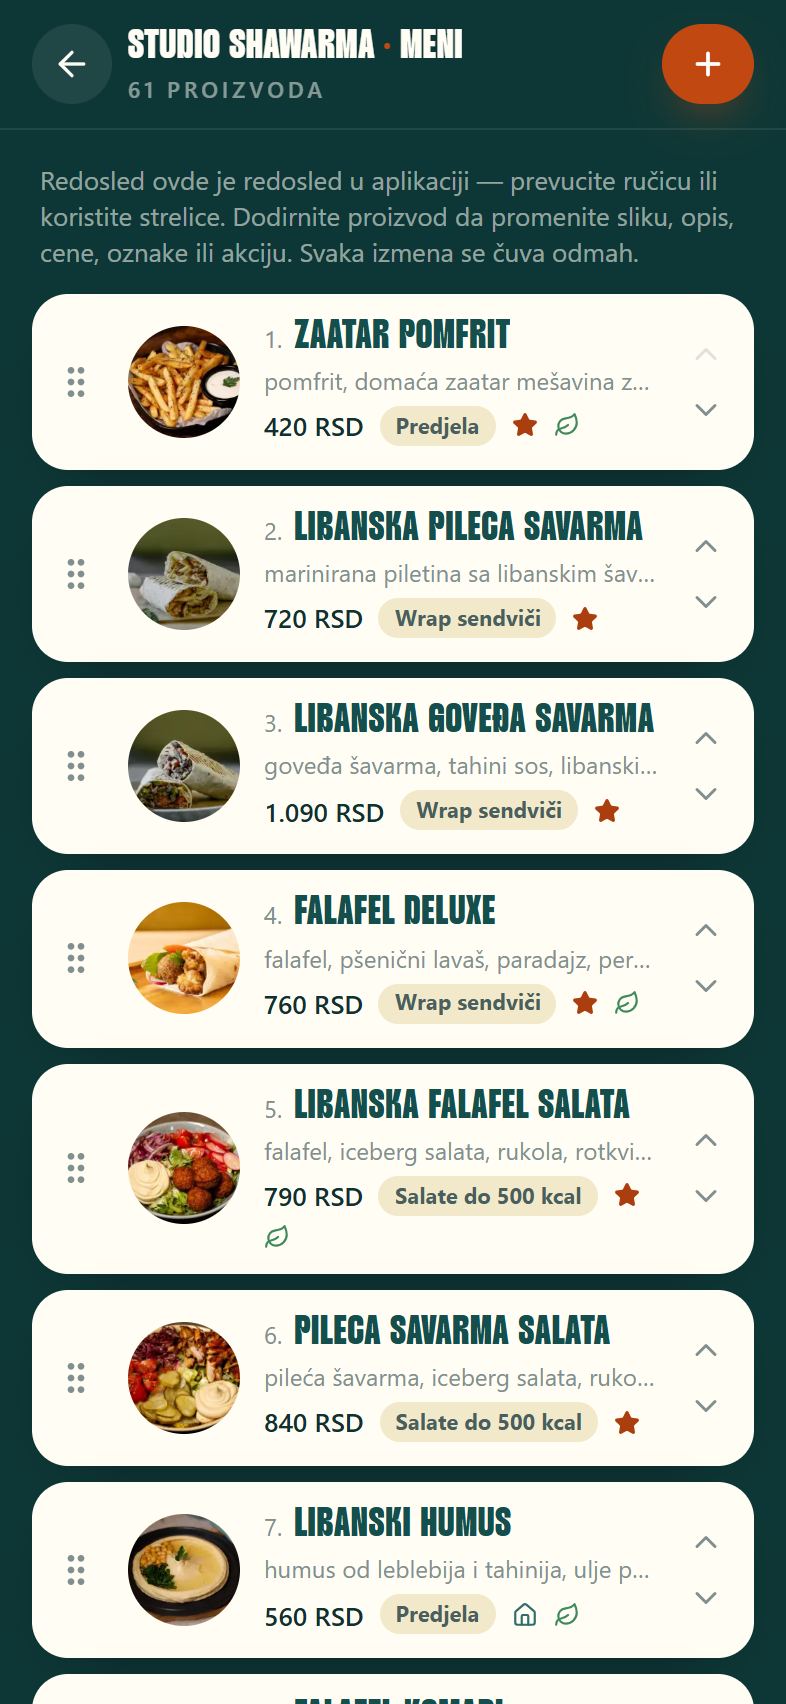 STUDIO SHAWARMA · MENI
61 PROIZVODA
Redosled ovde je redosled u aplikaciji — prevucite ručicu ili
koristite strelice. Dodirnite proizvod da promenite sliku, opis,
cene, oznake ili akciju. Svaka izmena se čuva odmah.
1. ZAATAR POMFRIT
pomfrit, domaća zaatar mešavina z...
420 RSD Predjela
2. LIBANSKA PILECA SAVARMA
marinirana piletina sa libanskim šav...
720 RSD Wrap sendviči
3. LIBANSKA GOVEĐA SAVARMA
goveđa šavarma, tahini sos, libanski...
1.090 RSD Wrap sendviči
4. FALAFEL DELUXE
falafel, pšenični lavaš, paradajz, per...
760 RSD Wrap sendviči
5. LIBANSKA FALAFEL SALATA
falafel, iceberg salata, rukola, rotkvi...
790 RSD Salate do 500 kcal
6. PILECA SAVARMA SALATA
pileća šavarma, iceberg salata, ruko...
840 RSD Salate do 500 kcal
7. LIBANSKI HUMUS
humus od leblebija i tahinija, ulje p...
560 RSD Predjela